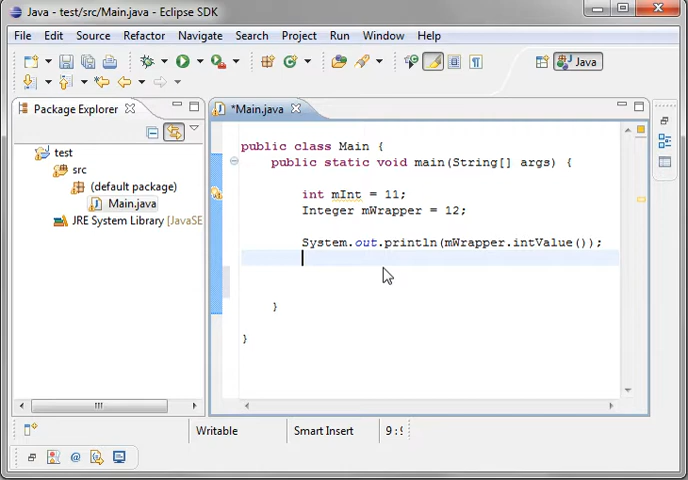 Java - test/src/Main.java - Eclipse SDK
File Edit Source Refactor Navigate Search Project Run Window Help
Java
Package Explorer
*Main.java
test
src
(default package)
Main.java
JRE System Library [JavaSE
public class Main {
public static void main(String[] args) {
int mInt = 11;
Integer mWrapper = 12;
System.out.println(mWrapper.intValue());
}
}
Writable Smart Insert